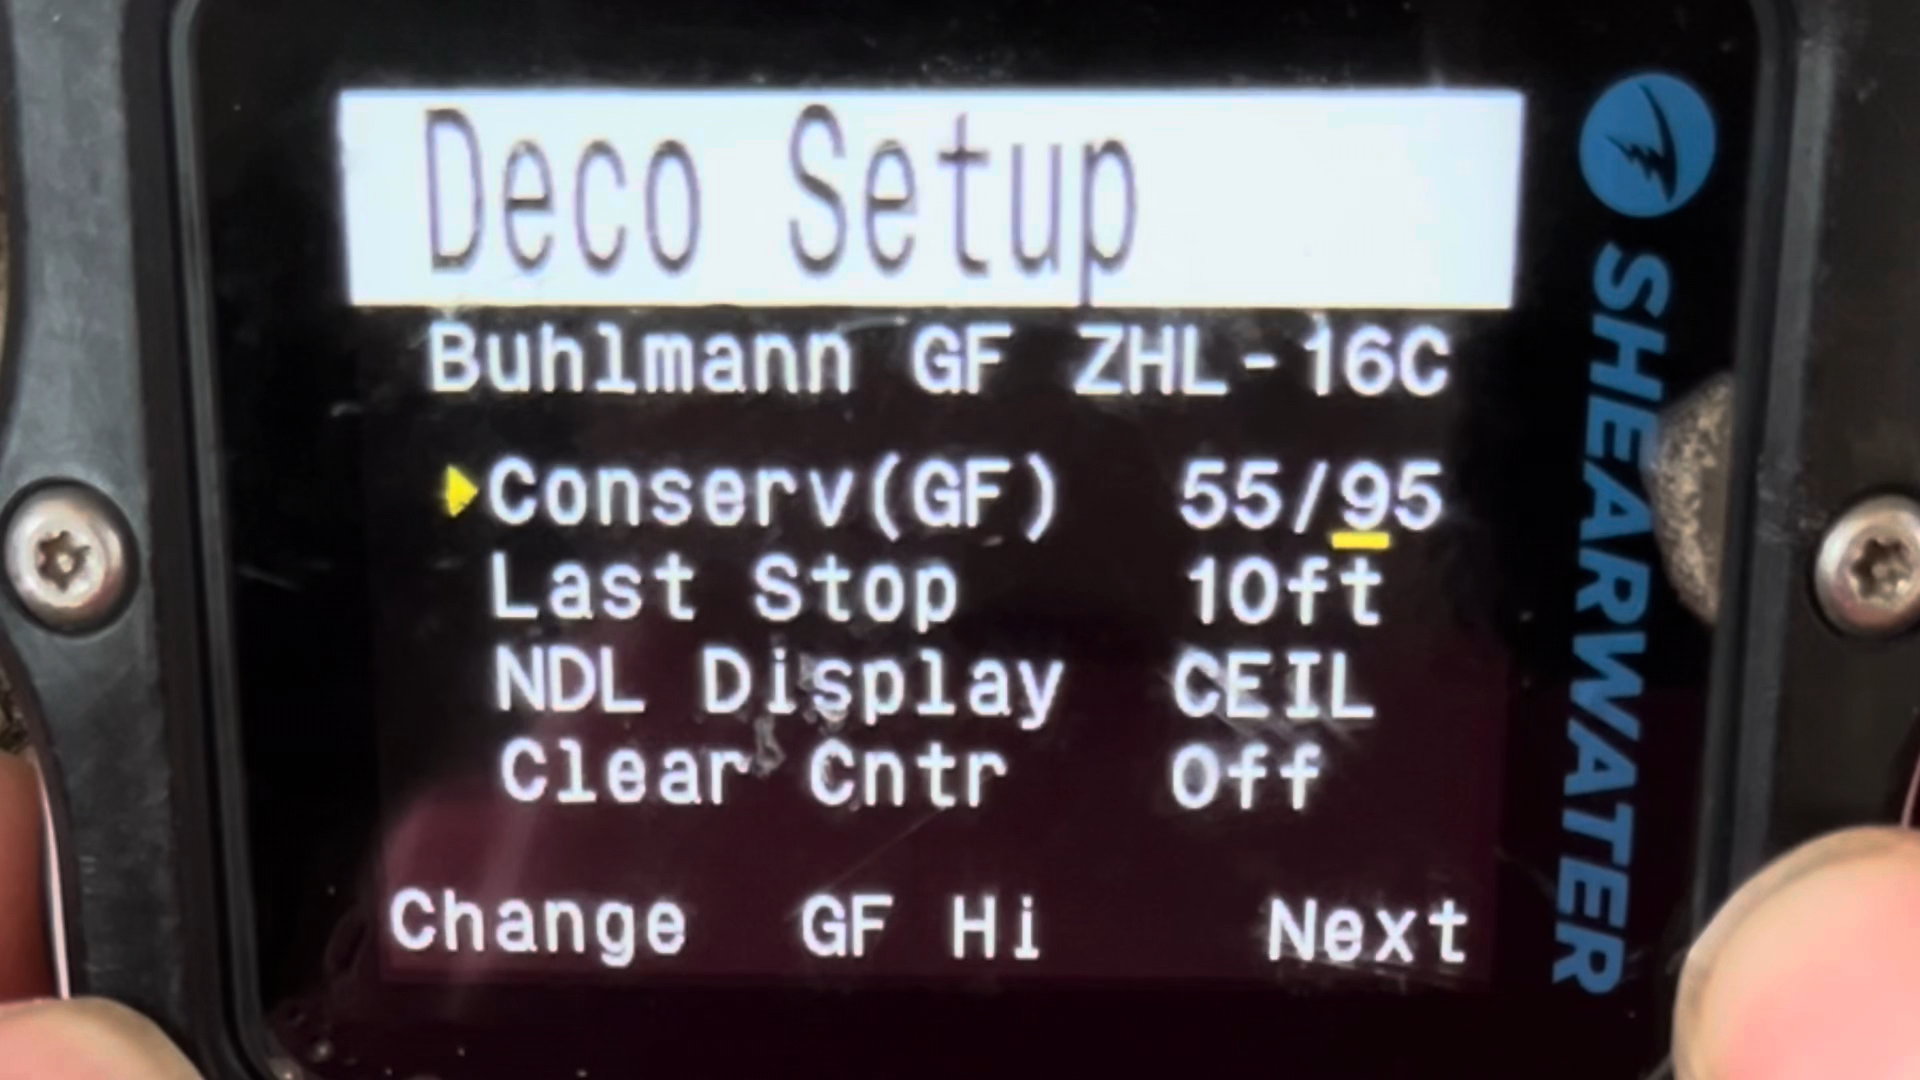 Deco Setup
Buhlmann GF ZHL-16C
Conserv(GF) 55/95
Last Stop 10ft
NDL Display CEIL
Clear Cntr Off
Change GF Hi Next
SHEARWATER